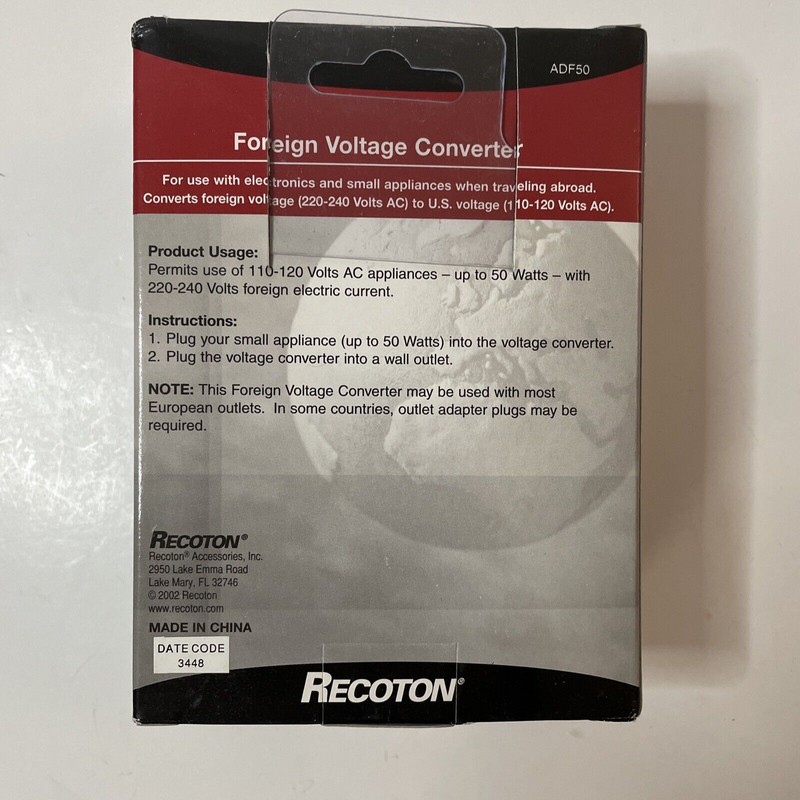 ADF50
Foreign Voltage Converter
For use with electronics and small appliances when traveling abroad.
Converts foreign voltage (220-240 Volts AC) to U.S. voltage (110-120 Volts AC).
Product Usage:
Permits use of 110-120 Volts AC appliances – up to 50 Watts – with
220-240 Volts foreign electric current.
Instructions:
1. Plug your small appliance (up to 50 Watts) into the voltage converter.
2. Plug the voltage converter into a wall outlet.
NOTE: This Foreign Voltage Converter may be used with most
European outlets. In some countries, outlet adapter plugs may be
required.
RECOTON®
Recoton® Accessories, Inc.
2950 Lake Emma Road
Lake Mary, FL 32746
© 2002 Recoton
www.recoton.com
MADE IN CHINA
DATE CODE
3448
RECOTON®